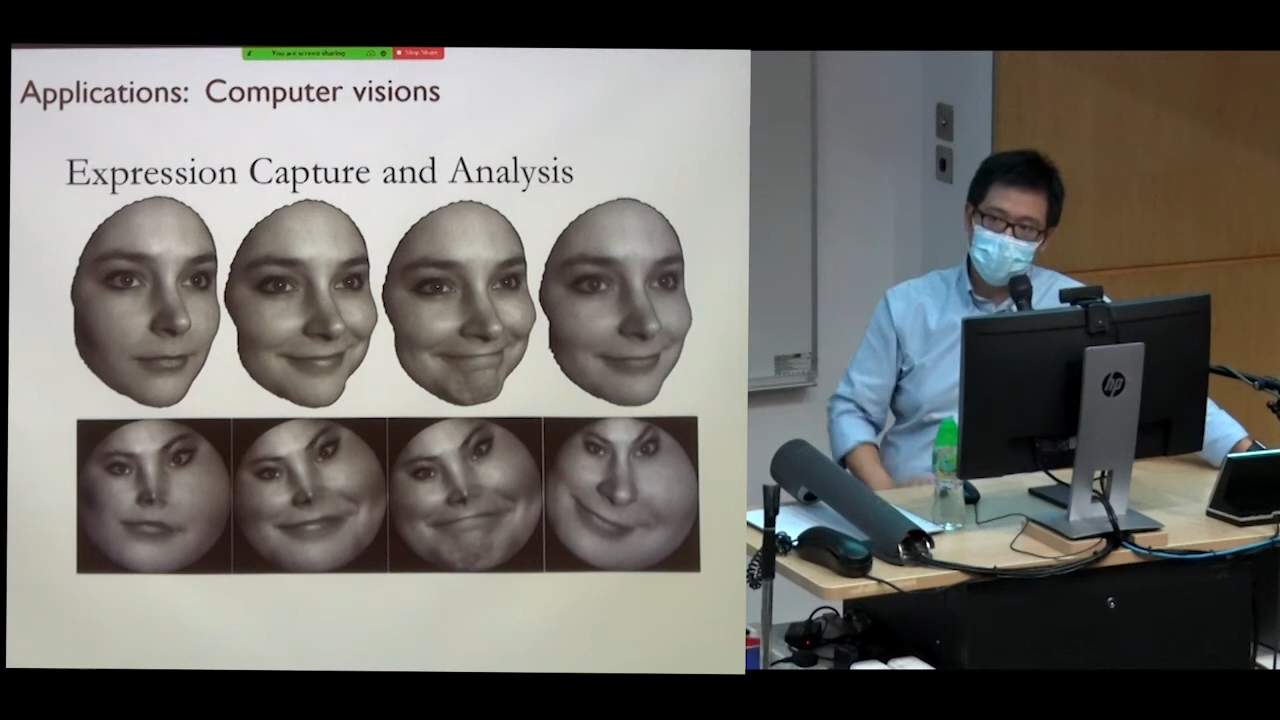 You are screen sharing
Stop Share
Applications: Computer visions
Expression Capture and Analysis
hp